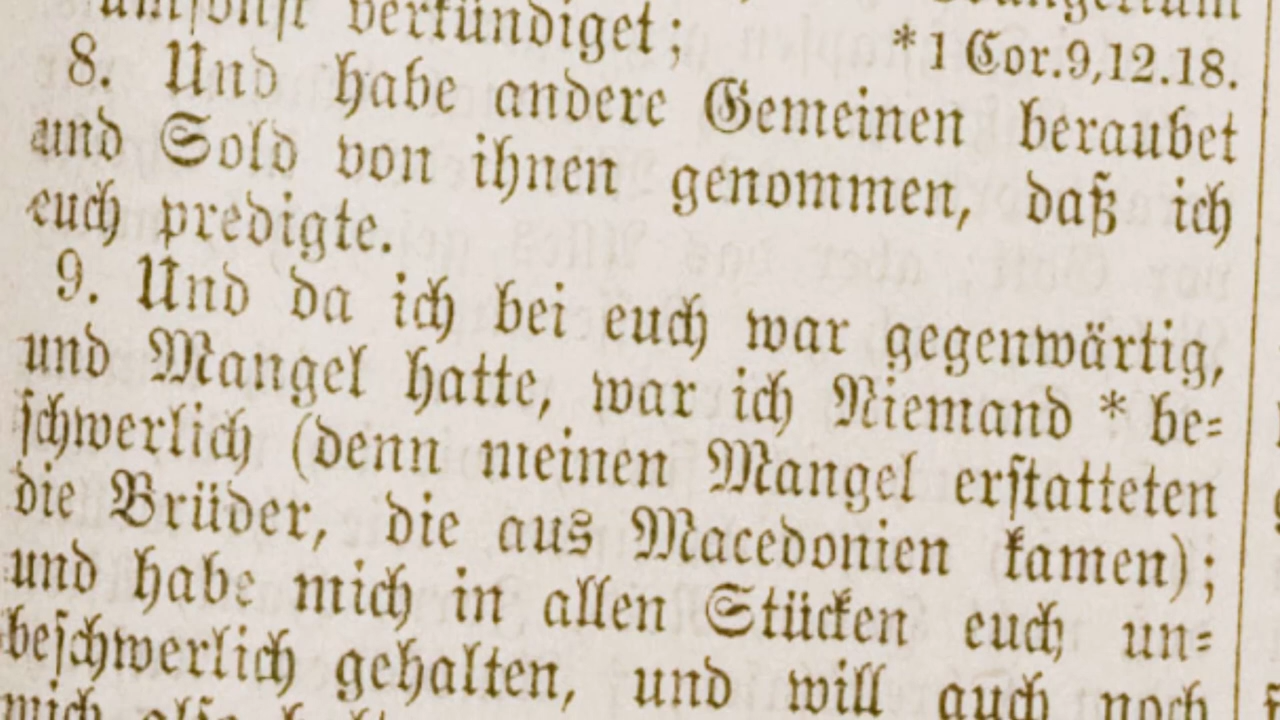 umsonst verkündiget; Evangelium
* 1 Cor.9,12.18.
8. Und habe andere Gemeinen beraubet
und Sold von ihnen genommen, daß ich
euch predigte.
9. Und da ich bei euch war gegenwärtig,
und Mangel hatte, war ich Niemand * be=
schwerlich (denn meinen Mangel erstatteten
die Brüder, die aus Macedonien kamen);
und habe mich in allen Stücken euch un=
beschwerlich gehalten, und will auch noch
mich also